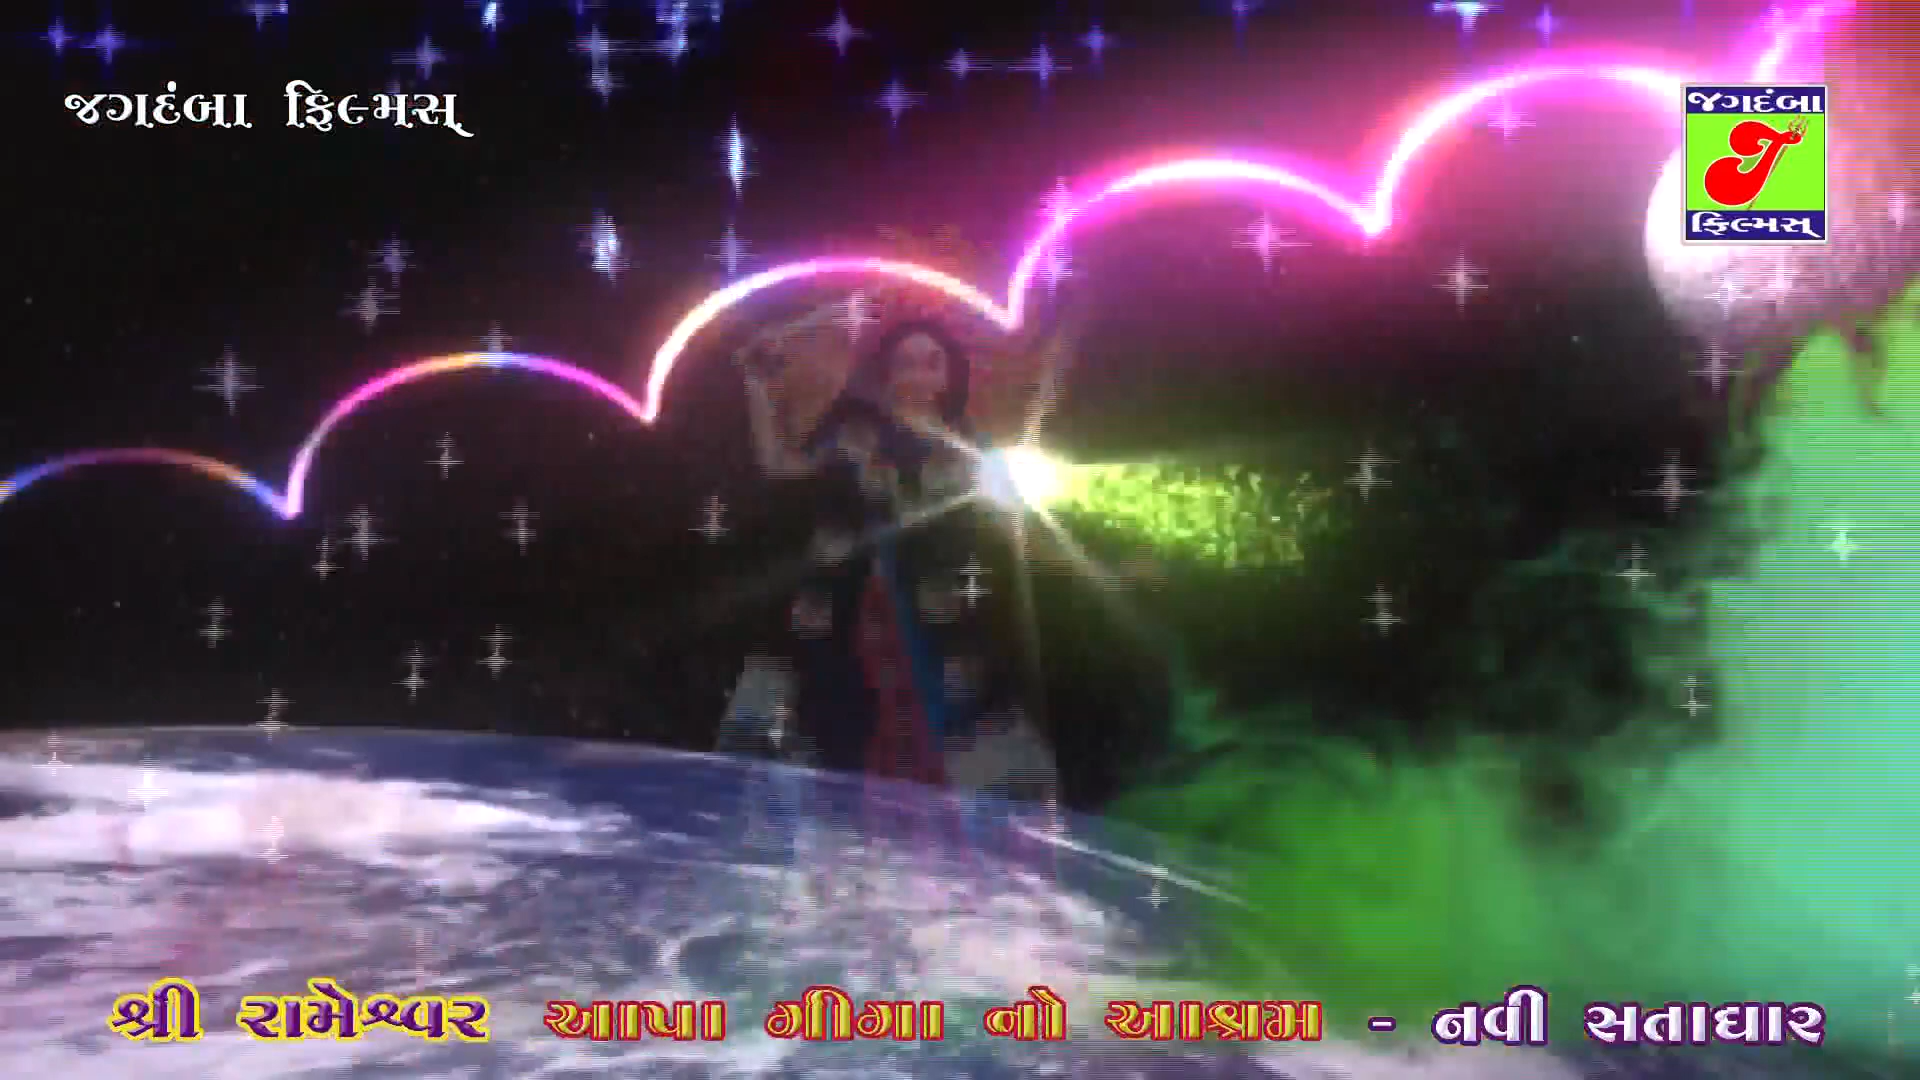 જગદંબા ફિલ્મસ્
જગદંબા
ફિલ્મસ્
શ્રી રામેશ્વર આપા ગીગા નો આશ્રમ - નવી સતાધાર